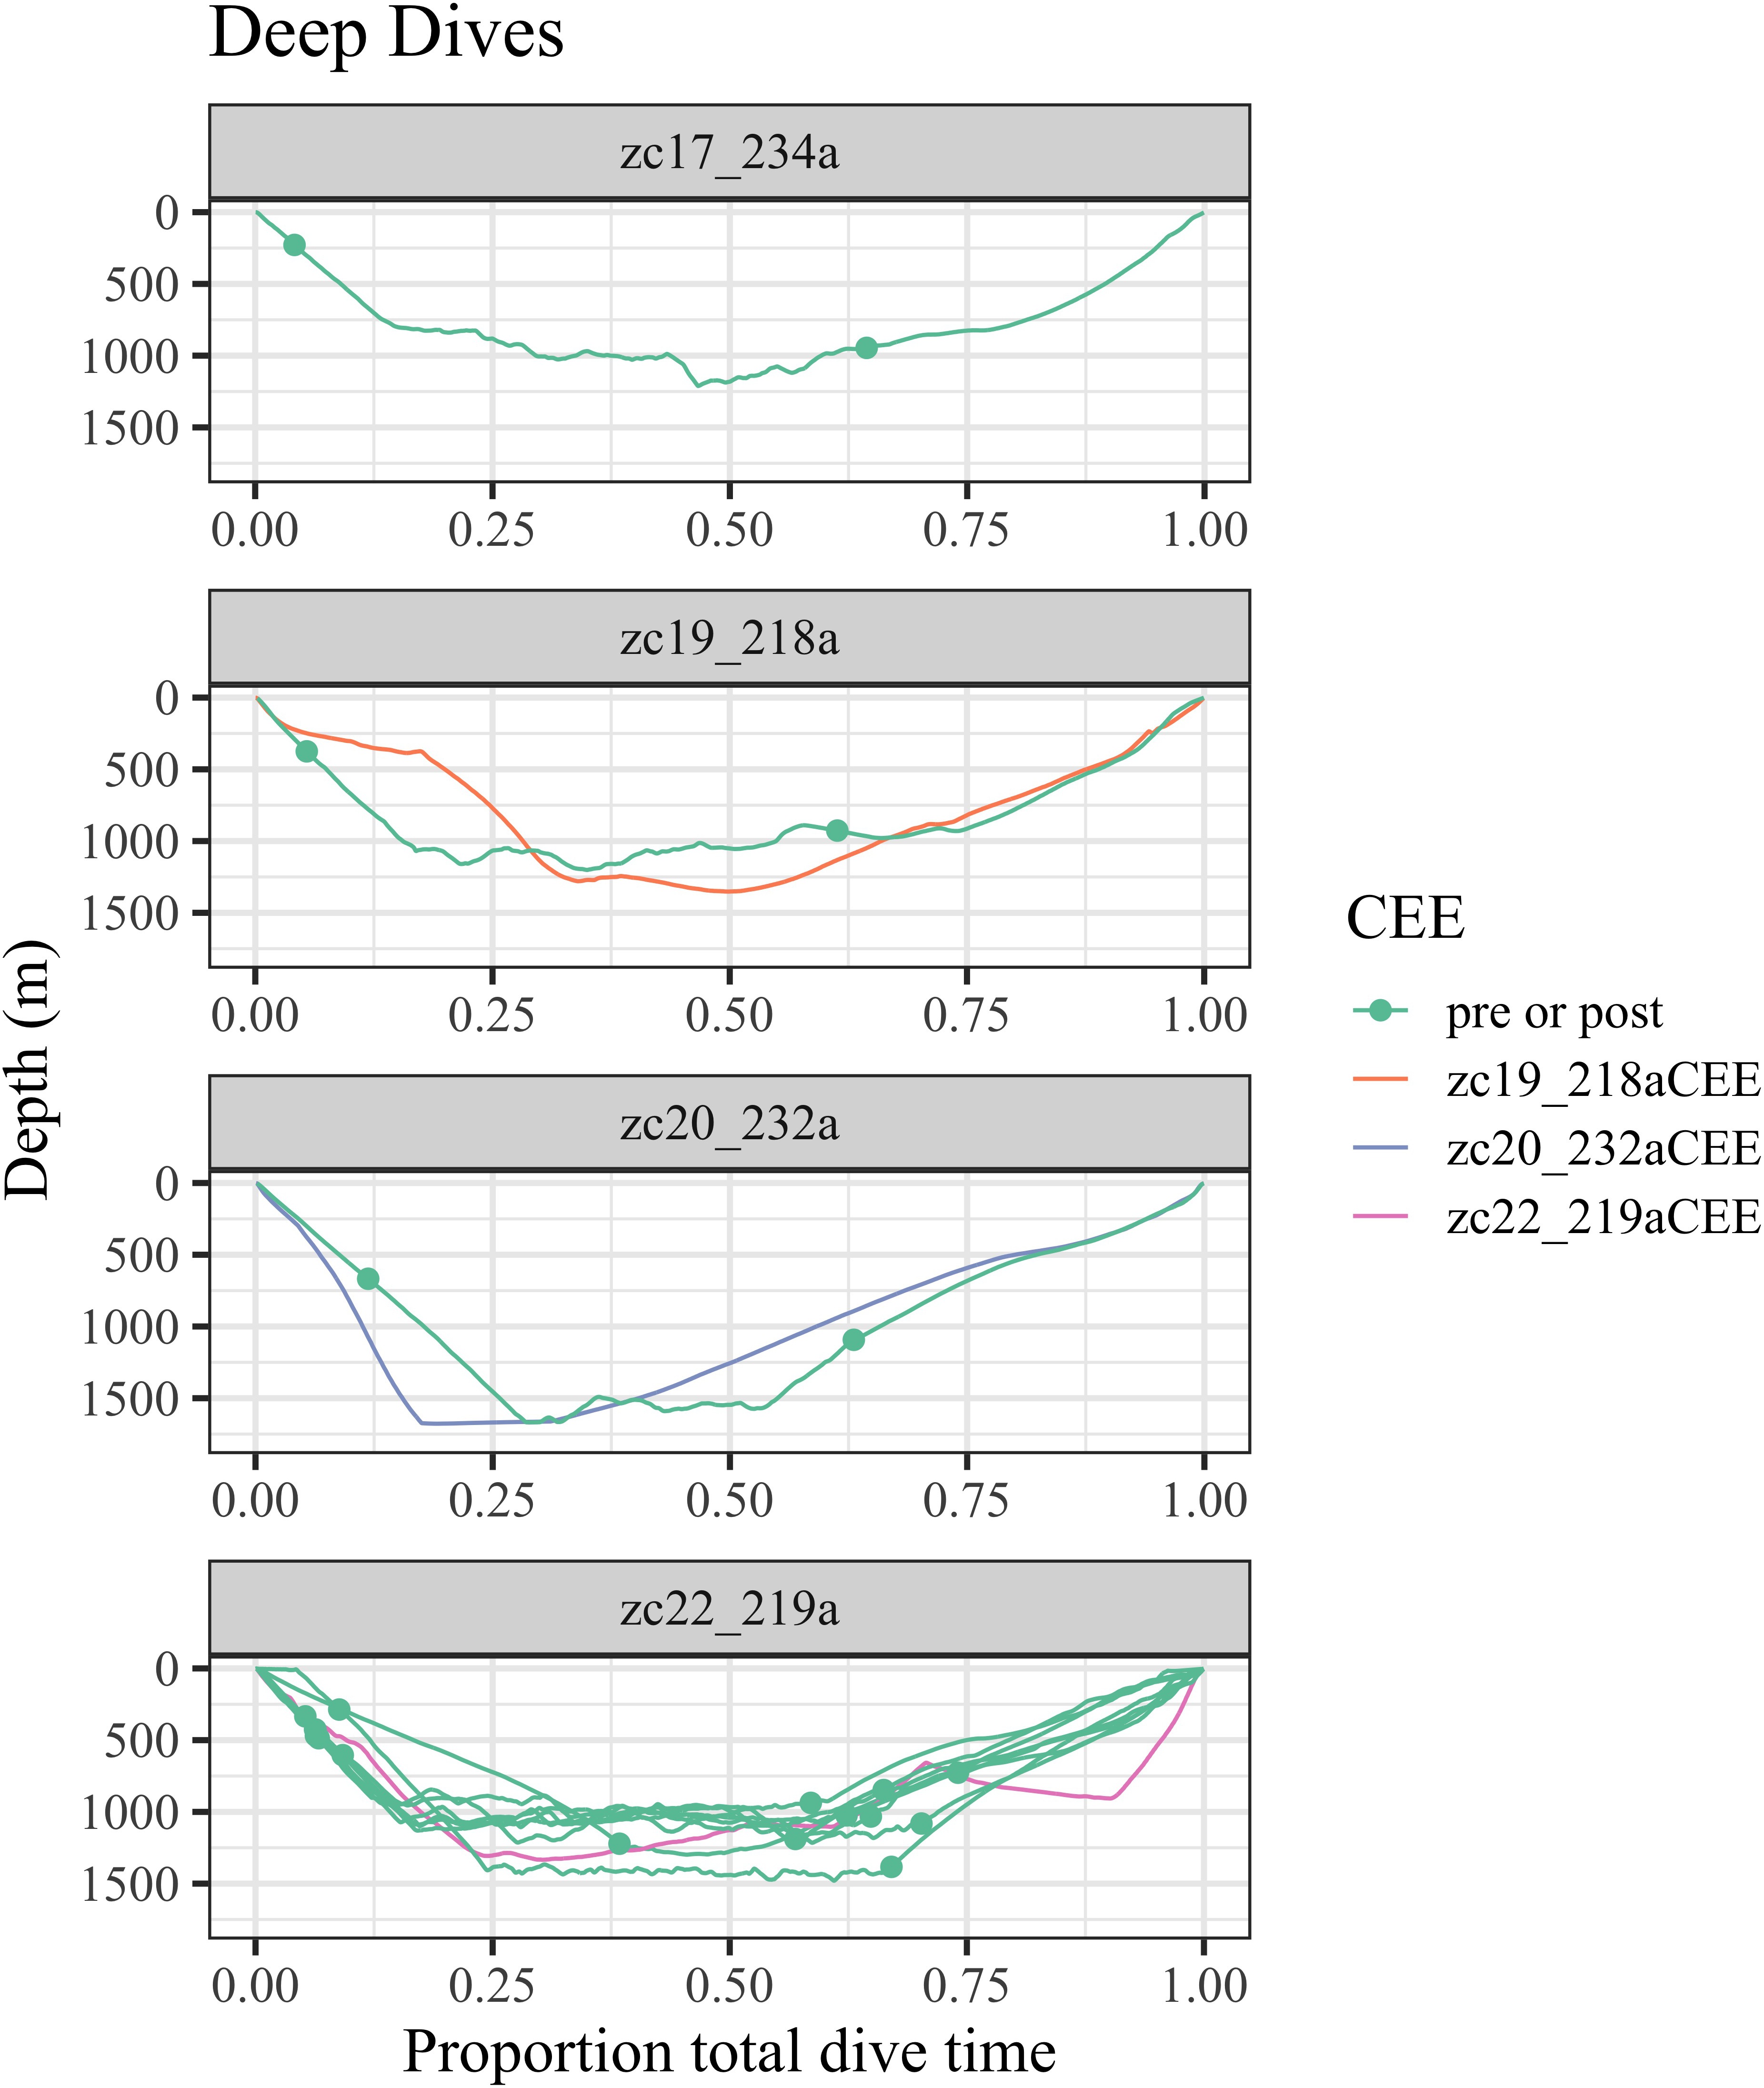 Deep Dives
zc17_234a
0
500
1000
1500
0.00 0.25 0.50 0.75 1.00
zc19_218a
0
500
1000
1500
0.00 0.25 0.50 0.75 1.00
zc20_232a
0
500
1000
1500
0.00 0.25 0.50 0.75 1.00
zc22_219a
0
500
1000
1500
0.00 0.25 0.50 0.75 1.00
Proportion total dive time
Depth (m)
CEE
pre or post
zc19_218aCEE
zc20_232aCEE
zc22_219aCEE